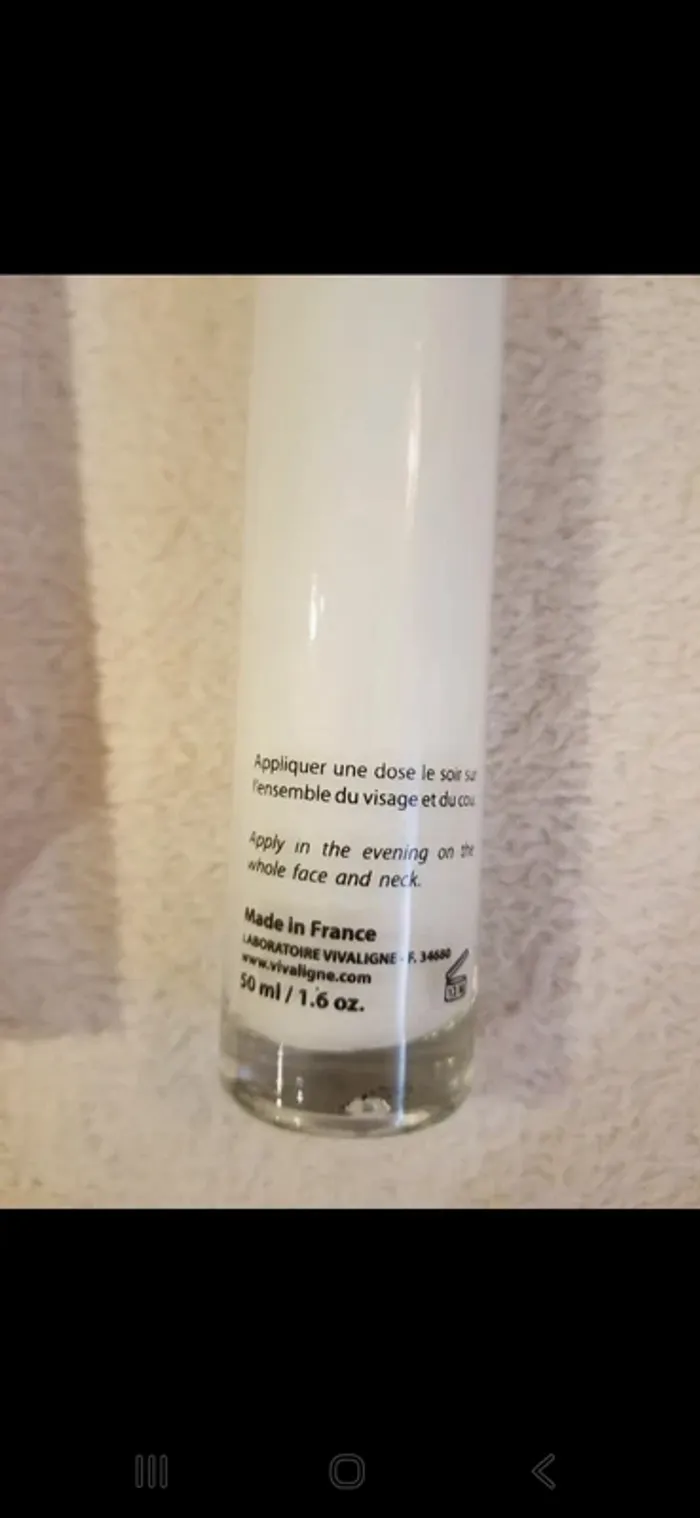 Appliquer une dose le soir su
l'ensemble du visage et du cou
Apply in the evening on the
whole face and neck.
Made in France
LABORATOIRE VIVALIGNE - F. 34680
www.vivaligne.com
50 ml / 1.6 oz.